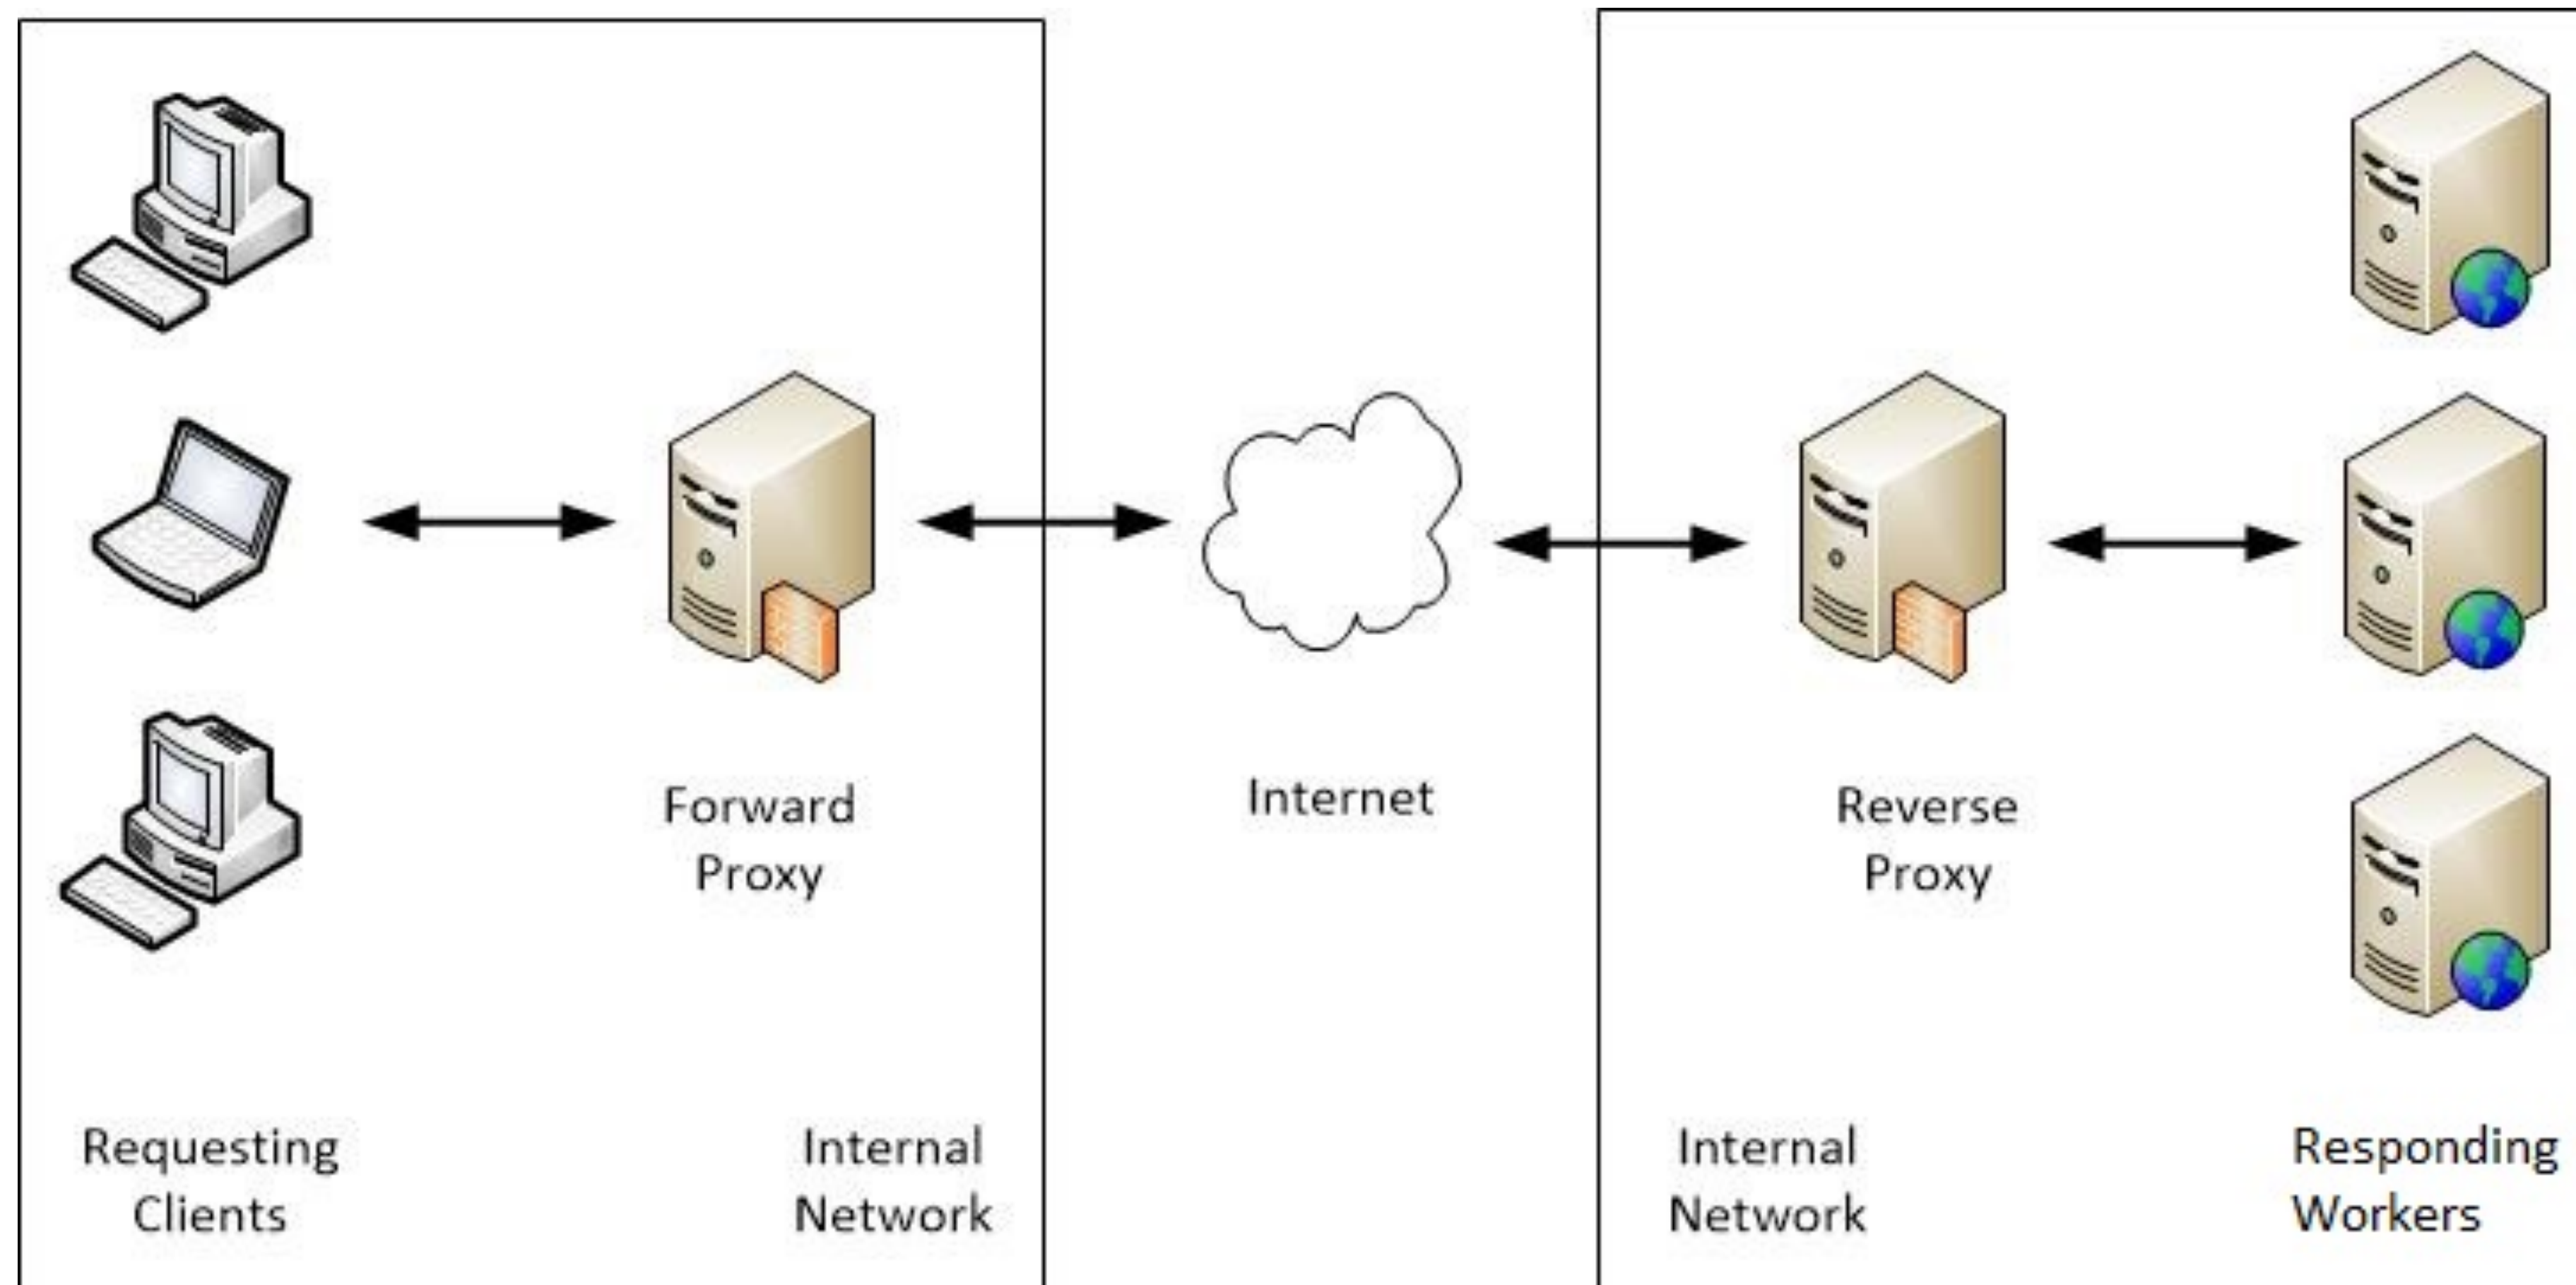 Forward
Proxy
Internet
Reverse
Proxy
Requesting
Clients
Internal
Network
Internal
Network
Responding
Workers